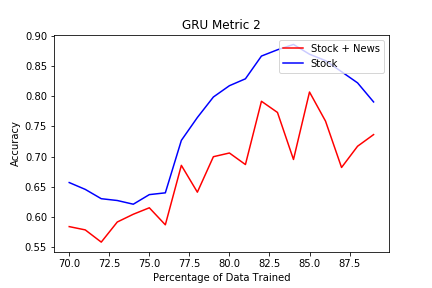 GRU Metric 2
0.90
0.85
0.80
0.75
0.70
0.65
0.60
0.55
Accuracy
Stock + News
Stock
70.0 72.5 75.0 77.5 80.0 82.5 85.0 87.5
Percentage of Data Trained